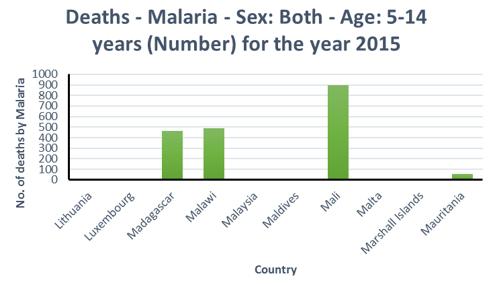 Deaths - Malaria - Sex: Both - Age: 5-14
years (Number) for the year 2015
No. of deaths by Malaria
1000
900
800
700
600
500
400
300
200
100
0
Lithuania
Luxembourg
Madagascar
Malawi
Malaysia
Maldives
Mali
Malta
Marshall Islands
Mauritania
Country